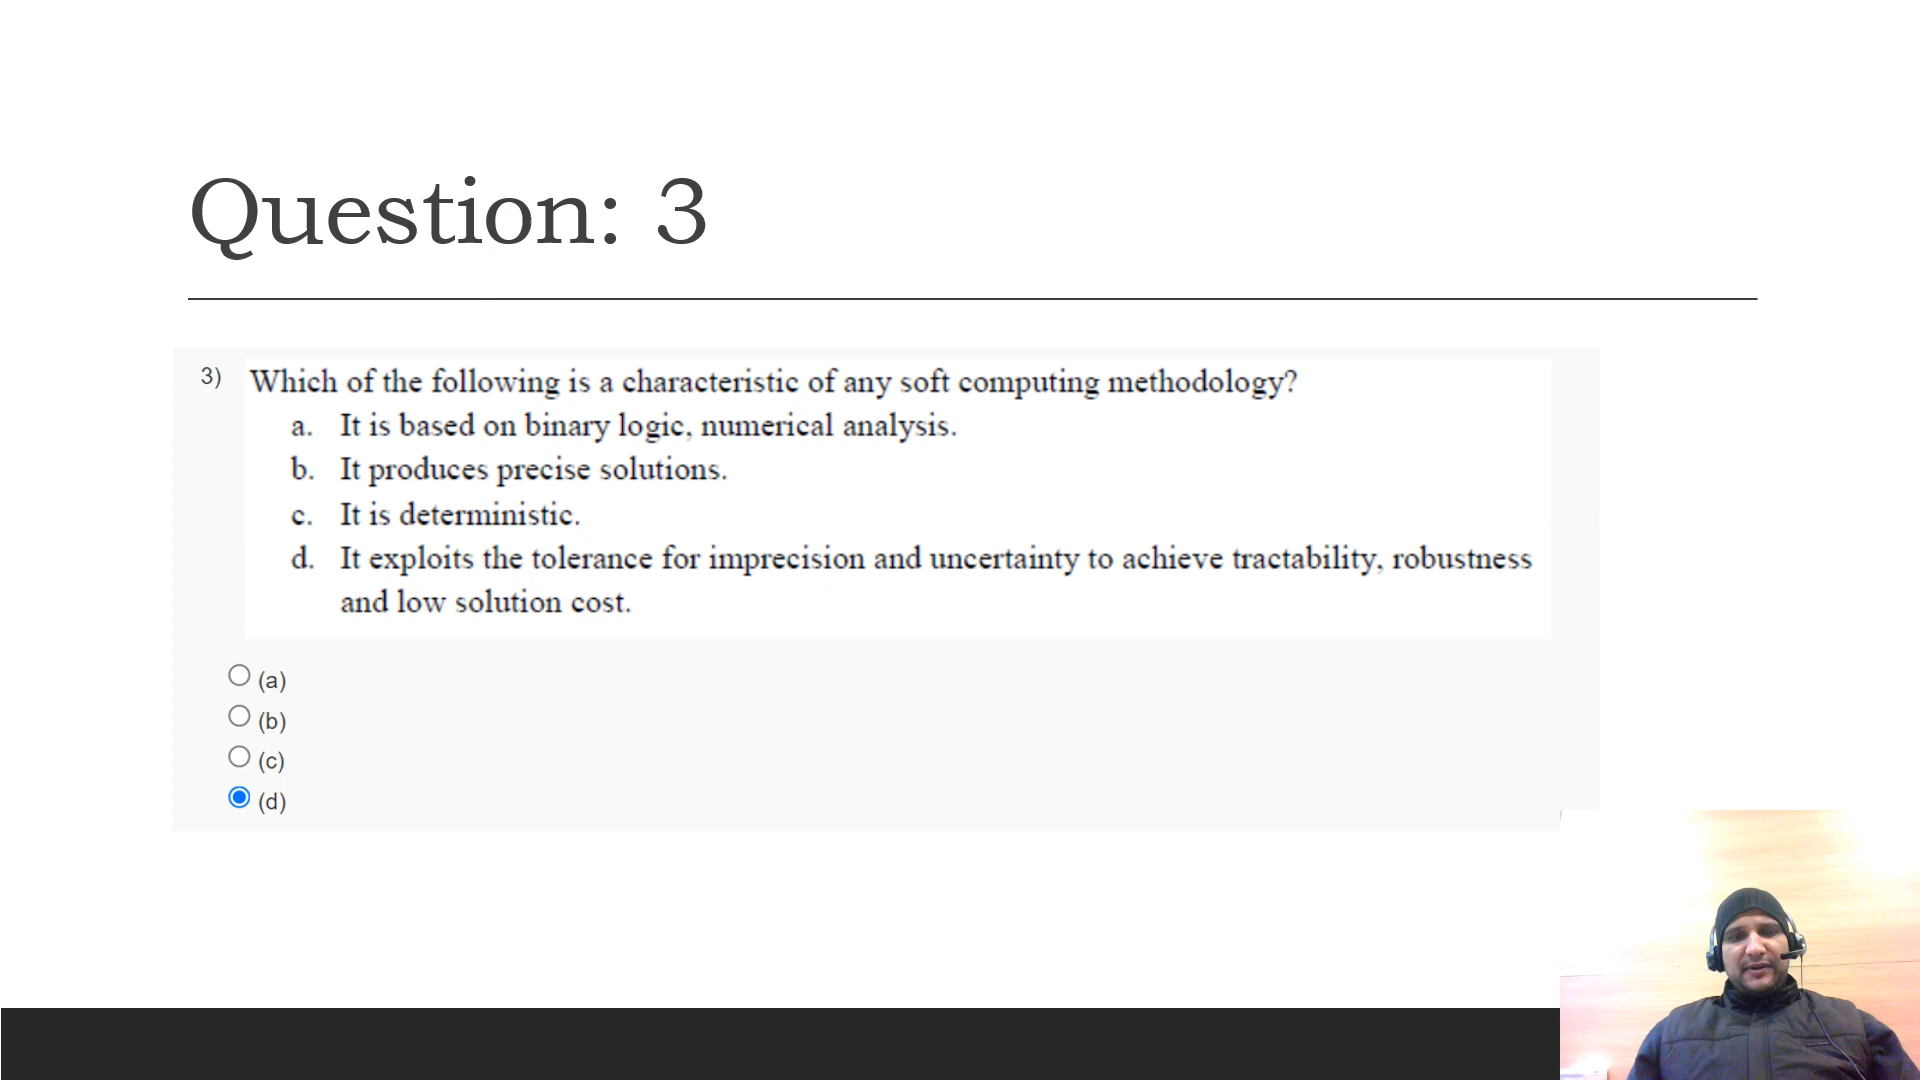 Question: 3
3) Which of the following is a characteristic of any soft computing methodology?
a. It is based on binary logic, numerical analysis.
b. It produces precise solutions.
c. It is deterministic.
d. It exploits the tolerance for imprecision and uncertainty to achieve tractability, robustness
and low solution cost.
(a)
(b)
(c)
(d)